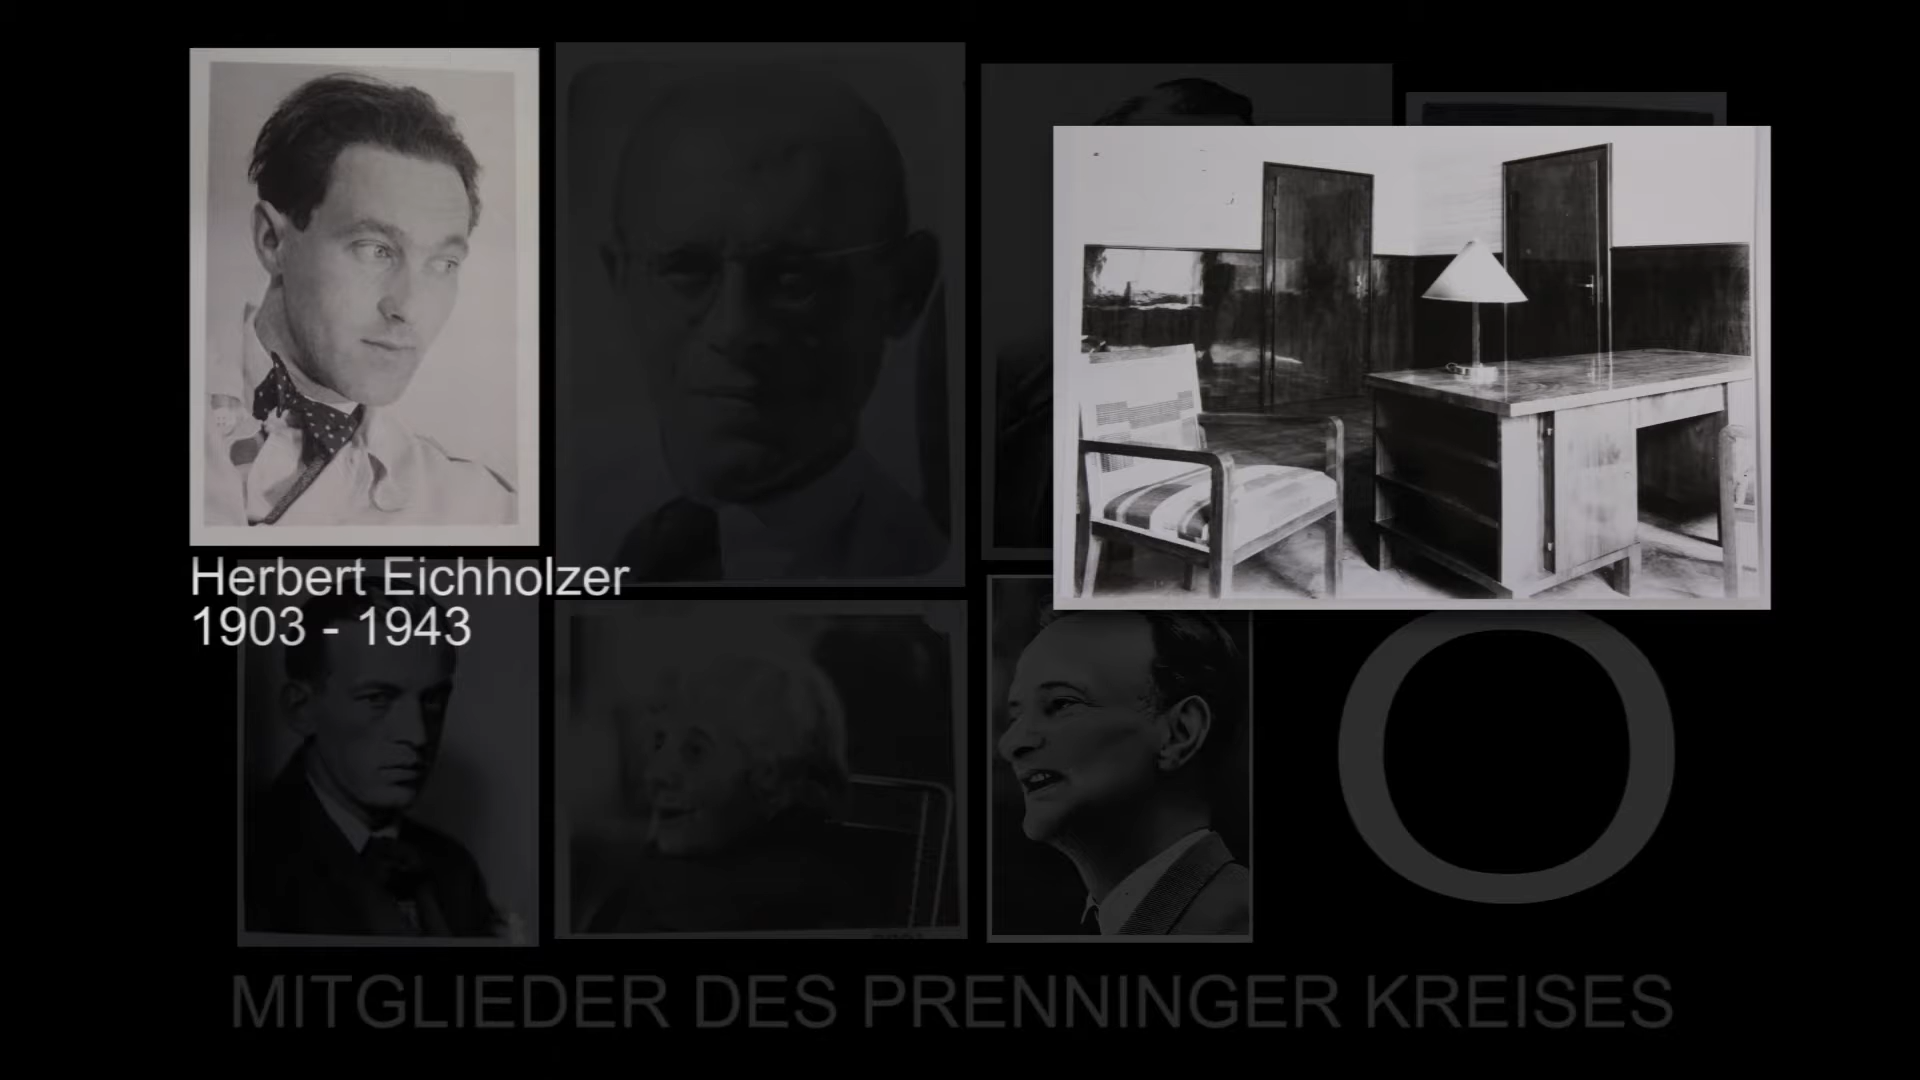 Herbert Eichholzer
1903 - 1943
MITGLIEDER DES PRENNINGER KREISES